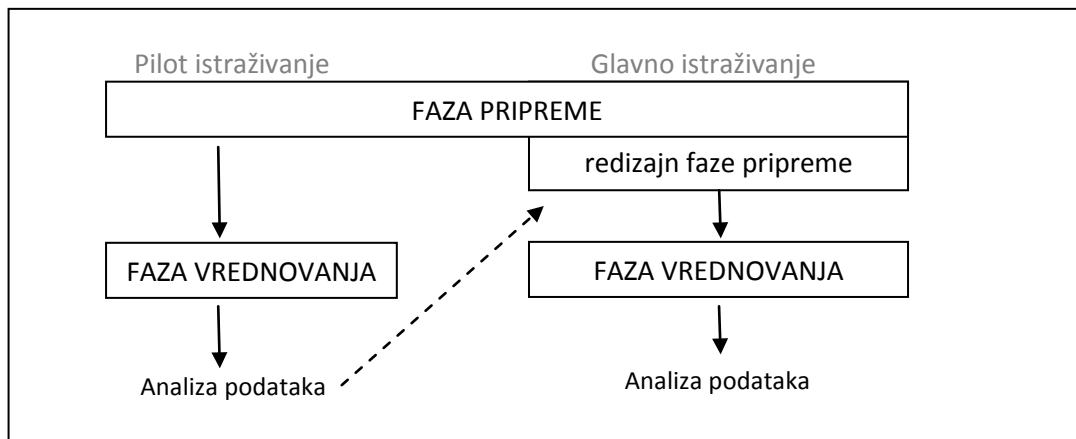 Pilot istraživanje
Glavno istraživanje
FAZA PRIPREME
redizajn faze pripreme
FAZA VREDNOVANJA
FAZA VREDNOVANJA
Analiza podataka
Analiza podataka